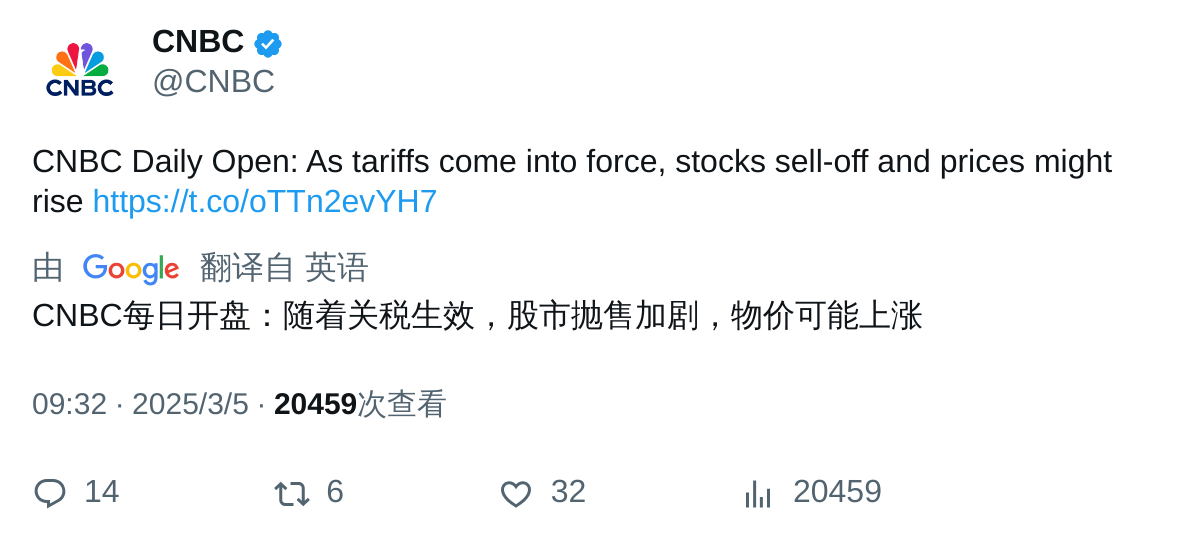 CNBC
CNBC
@CNBC
CNBC Daily Open: As tariffs come into force, stocks sell-off and prices might
rise https://t.co/oTTn2evYH7
由 Google 翻译自 英语
CNBC每日开盘：随着关税生效，股市抛售加剧，物价可能上涨
09:32 · 2025/3/5 · 20459次查看
14 6 32 20459